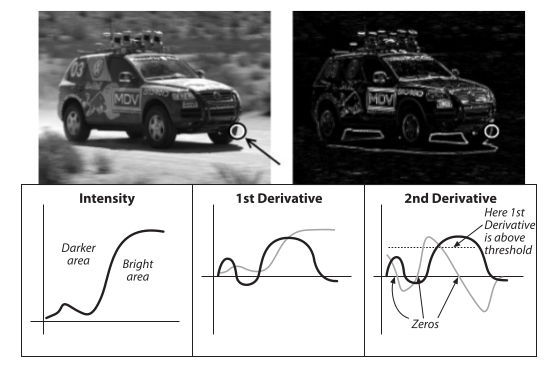 03
MDV
MDV
Intensity
Darker
area
Bright
area
1st Derivative
2nd Derivative
Here 1st
Derivative
is above
threshold
Zeros